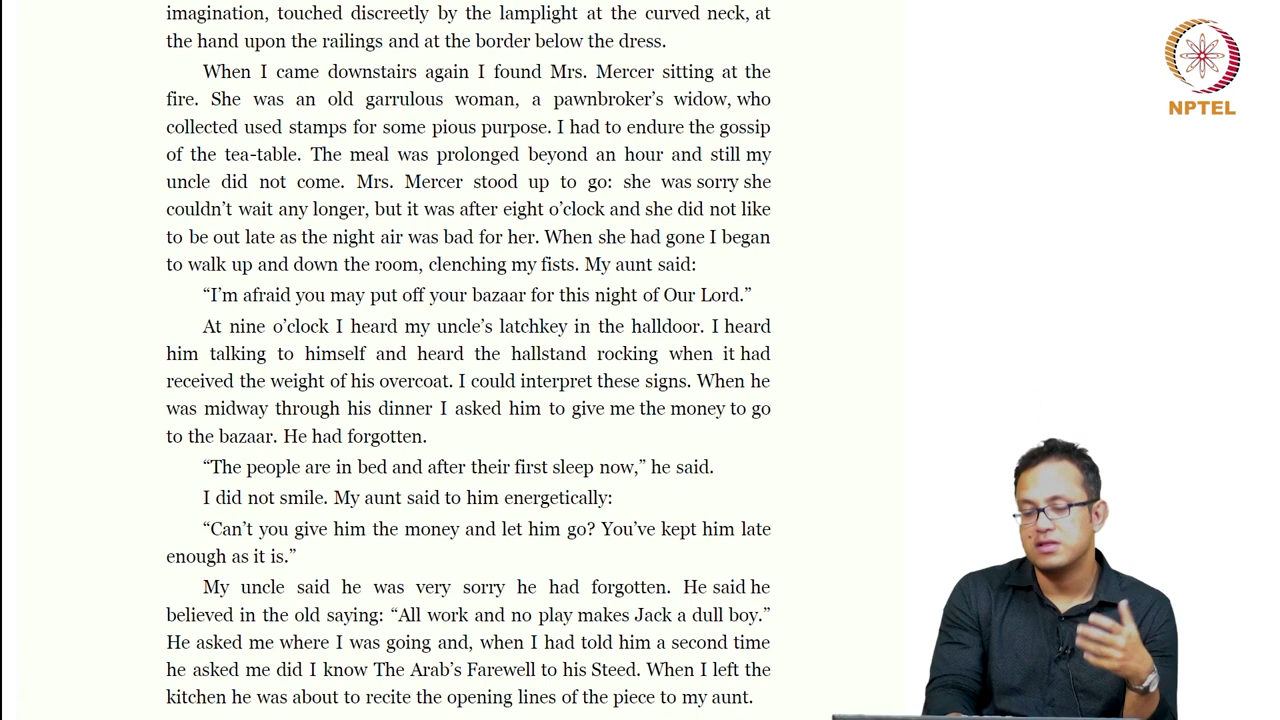 imagination, touched discreetly by the lamplight at the curved neck, at
the hand upon the railings and at the border below the dress.
When I came downstairs again I found Mrs. Mercer sitting at the
fire. She was an old garrulous woman, a pawnbroker’s widow, who
collected used stamps for some pious purpose. I had to endure the gossip
of the tea-table. The meal was prolonged beyond an hour and still my
uncle did not come. Mrs. Mercer stood up to go: she was sorry she
couldn’t wait any longer, but it was after eight o’clock and she did not like
to be out late as the night air was bad for her. When she had gone I began
to walk up and down the room, clenching my fists. My aunt said:
“I’m afraid you may put off your bazaar for this night of Our Lord.”
At nine o’clock I heard my uncle’s latchkey in the halldoor. I heard
him talking to himself and heard the hallstand rocking when it had
received the weight of his overcoat. I could interpret these signs. When he
was midway through his dinner I asked him to give me the money to go
to the bazaar. He had forgotten.
“The people are in bed and after their first sleep now,” he said.
I did not smile. My aunt said to him energetically:
“Can’t you give him the money and let him go? You’ve kept him late
enough as it is.”
My uncle said he was very sorry he had forgotten. He said he
believed in the old saying: “All work and no play makes Jack a dull boy.”
He asked me where I was going and, when I had told him a second time
he asked me did I know The Arab’s Farewell to his Steed. When I left the
kitchen he was about to recite the opening lines of the piece to my aunt.
NPTEL